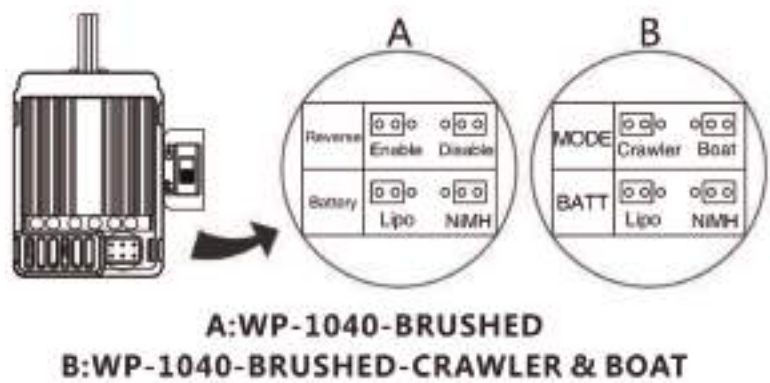 A B
Reverse Enable Disable
Battery Lipo NiMH
MODE Crawler Boat
BATT Lipo NiMH
A:WP-1040-BRUSHED
B:WP-1040-BRUSHED-CRAWLER & BOAT